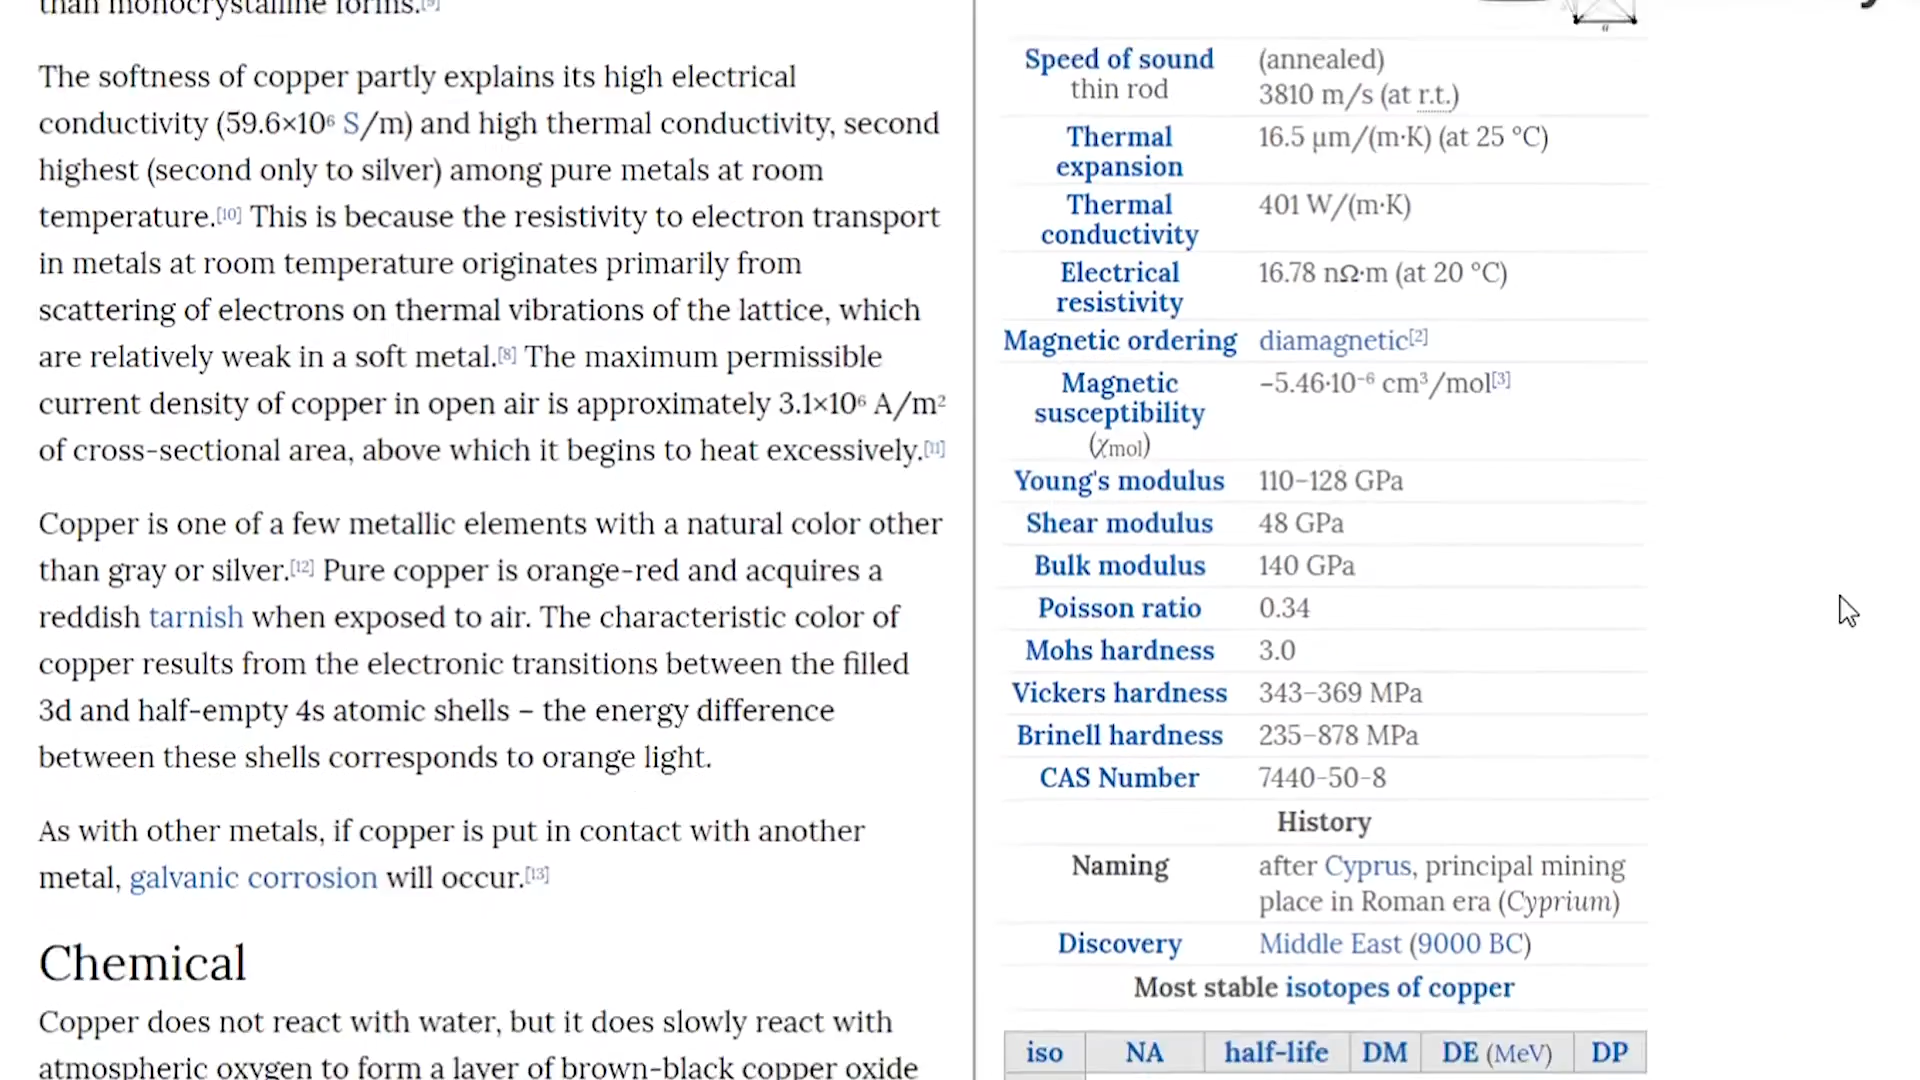 than monocrystalline forms.[9]
The softness of copper partly explains its high electrical
conductivity (59.6×10⁶ S/m) and high thermal conductivity, second
highest (second only to silver) among pure metals at room
temperature.[10] This is because the resistivity to electron transport
in metals at room temperature originates primarily from
scattering of electrons on thermal vibrations of the lattice, which
are relatively weak in a soft metal.[8] The maximum permissible
current density of copper in open air is approximately 3.1×10⁶ A/m²
of cross-sectional area, above which it begins to heat excessively.[11]
Copper is one of a few metallic elements with a natural color other
than gray or silver.[12] Pure copper is orange-red and acquires a
reddish tarnish when exposed to air. The characteristic color of
copper results from the electronic transitions between the filled
3d and half-empty 4s atomic shells – the energy difference
between these shells corresponds to orange light.
As with other metals, if copper is put in contact with another
metal, galvanic corrosion will occur.[13]
Chemical
Copper does not react with water, but it does slowly react with
atmospheric oxygen to form a layer of brown-black copper oxide
a
Speed of sound (annealed)
thin rod 3810 m/s (at r.t.)
Thermal 16.5 µm/(m·K) (at 25 °C)
expansion
Thermal 401 W/(m·K)
conductivity
Electrical 16.78 nΩ·m (at 20 °C)
resistivity
Magnetic ordering diamagnetic[2]
Magnetic −5.46·10⁻⁶ cm³/mol[3]
susceptibility
(χmol)
Young's modulus 110–128 GPa
Shear modulus 48 GPa
Bulk modulus 140 GPa
Poisson ratio 0.34
Mohs hardness 3.0
Vickers hardness 343–369 MPa
Brinell hardness 235–878 MPa
CAS Number 7440-50-8
History
Naming after Cyprus, principal mining
place in Roman era (Cyprium)
Discovery Middle East (9000 BC)
Most stable isotopes of copper
iso NA half-life DM DE (MeV) DP